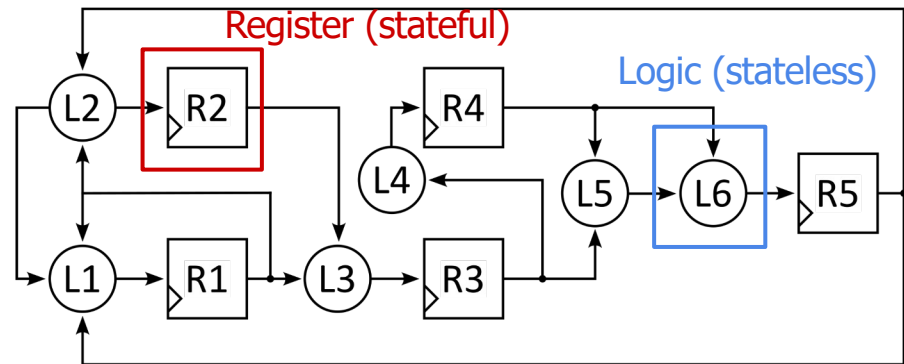 Register (stateful)
Logic (stateless)
L2
R2
R4
L4
L5
L6
R5
L1
R1
L3
R3